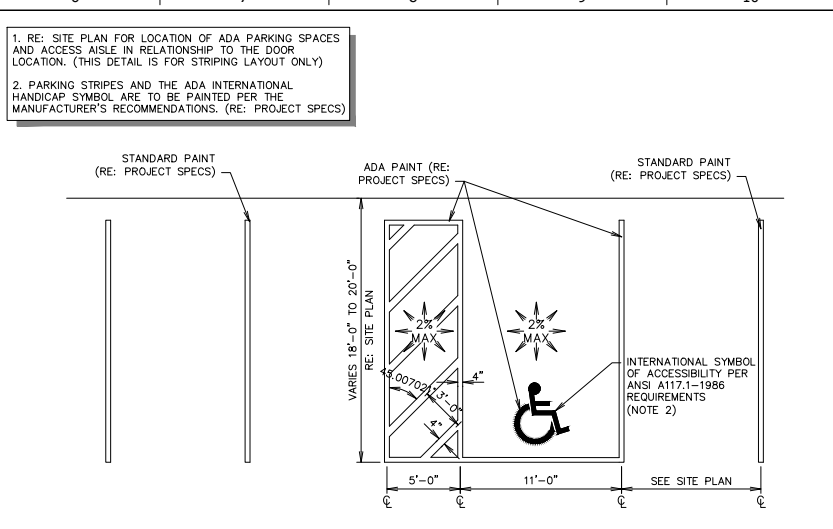 1. RE: SITE PLAN FOR LOCATION OF ADA PARKING SPACES
AND ACCESS AISLE IN RELATIONSHIP TO THE DOOR
LOCATION. (THIS DETAIL IS FOR STRIPING LAYOUT ONLY)
2. PARKING STRIPES AND THE ADA INTERNATIONAL
HANDICAP SYMBOL ARE TO BE PAINTED PER THE
MANUFACTURER'S RECOMMENDATIONS. (RE: PROJECT SPECS)
STANDARD PAINT
(RE: PROJECT SPECS)
ADA PAINT (RE:
PROJECT SPECS)
STANDARD PAINT
(RE: PROJECT SPECS)
VARIES 18'-0" TO 20'-0"
RE: SITE PLAN
2%
MAX
2%
MAX
45.00702°
3'-0"
4"
4"
INTERNATIONAL SYMBOL
OF ACCESSIBILITY PER
ANSI A117.1-1986
REQUIREMENTS
(NOTE 2)
5'-0"
11'-0"
SEE SITE PLAN